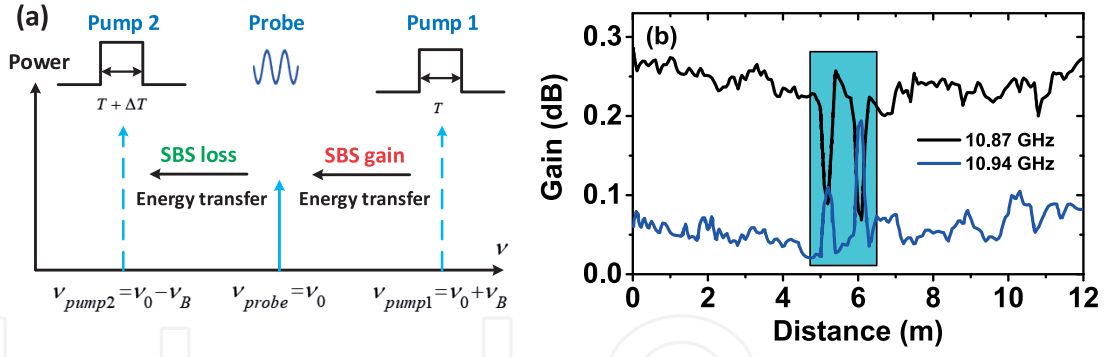 (a)
Pump 2
Probe
Pump 1
Power
T + ΔT
T
SBS loss
SBS gain
Energy transfer
Energy transfer
ν
ν_pump2=ν_0−ν_B
ν_probe=ν_0
ν_pump1=ν_0+ν_B
(b)
0.3
0.2
0.1
0.0
Gain (dB)
10.87 GHz
10.94 GHz
0
2
4
6
8
10
12
Distance (m)